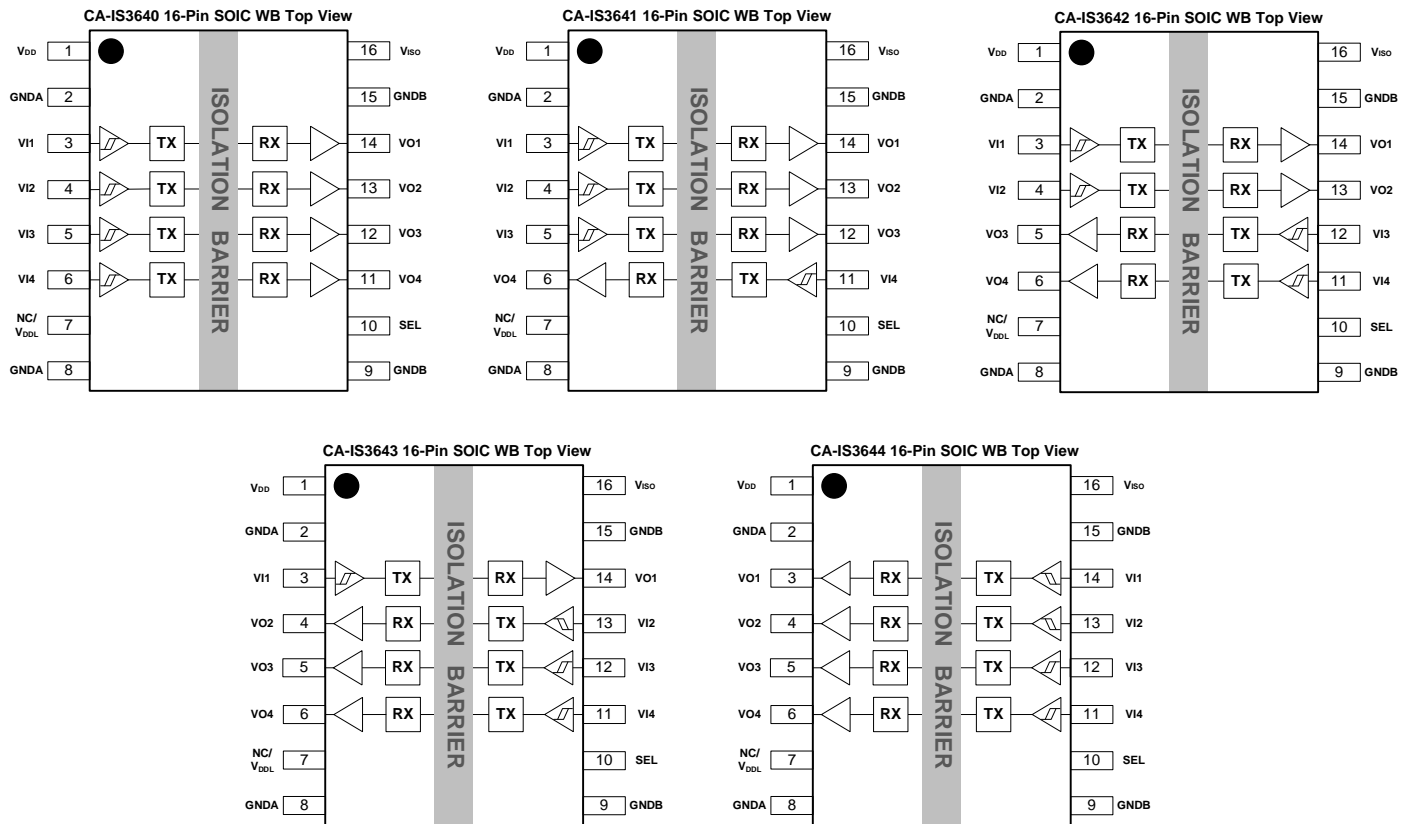 CA-IS3640 16-Pin SOIC WB Top View
VDD 1 16 VISO
GNDA 2 15 GNDB
VI1 3 TX RX 14 VO1
VI2 4 TX RX 13 VO2
VI3 5 TX RX 12 VO3
VI4 6 TX RX 11 VO4
NC/
VDDL 7 10 SEL
GNDA 8 9 GNDB
ISOLATION BARRIER
CA-IS3641 16-Pin SOIC WB Top View
VDD 1 16 VISO
GNDA 2 15 GNDB
VI1 3 TX RX 14 VO1
VI2 4 TX RX 13 VO2
VI3 5 TX RX 12 VO3
VO4 6 RX TX 11 VI4
NC/
VDDL 7 10 SEL
GNDA 8 9 GNDB
ISOLATION BARRIER
CA-IS3642 16-Pin SOIC WB Top View
VDD 1 16 VISO
GNDA 2 15 GNDB
VI1 3 TX RX 14 VO1
VI2 4 TX RX 13 VO2
VO3 5 RX TX 12 VI3
VO4 6 RX TX 11 VI4
NC/
VDDL 7 10 SEL
GNDA 8 9 GNDB
ISOLATION BARRIER
CA-IS3643 16-Pin SOIC WB Top View
VDD 1 16 VISO
GNDA 2 15 GNDB
VI1 3 TX RX 14 VO1
VO2 4 RX TX 13 VI2
VO3 5 RX TX 12 VI3
VO4 6 RX TX 11 VI4
NC/
VDDL 7 10 SEL
GNDA 8 9 GNDB
ISOLATION BARRIER
CA-IS3644 16-Pin SOIC WB Top View
VDD 1 16 VISO
GNDA 2 15 GNDB
VO1 3 RX TX 14 VI1
VO2 4 RX TX 13 VI2
VO3 5 RX TX 12 VI3
VO4 6 RX TX 11 VI4
NC/
VDDL 7 10 SEL
GNDA 8 9 GNDB
ISOLATION BARRIER